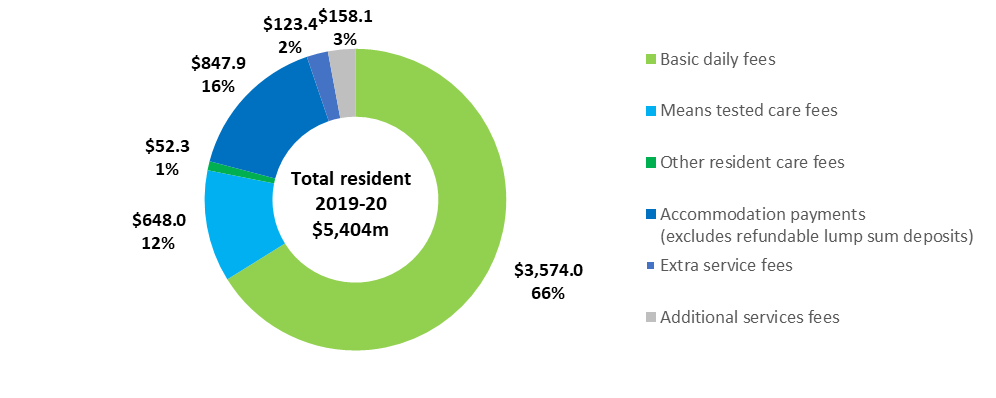 $158.1
3%
$123.4
2%
$847.9
16%
$52.3
1%
$648.0
12%
Total resident
2019-20
$5,404m
$3,574.0
66%
Basic daily fees
Means tested care fees
Other resident care fees
Accommodation payments
(excludes refundable lump sum deposits)
Extra service fees
Additional services fees